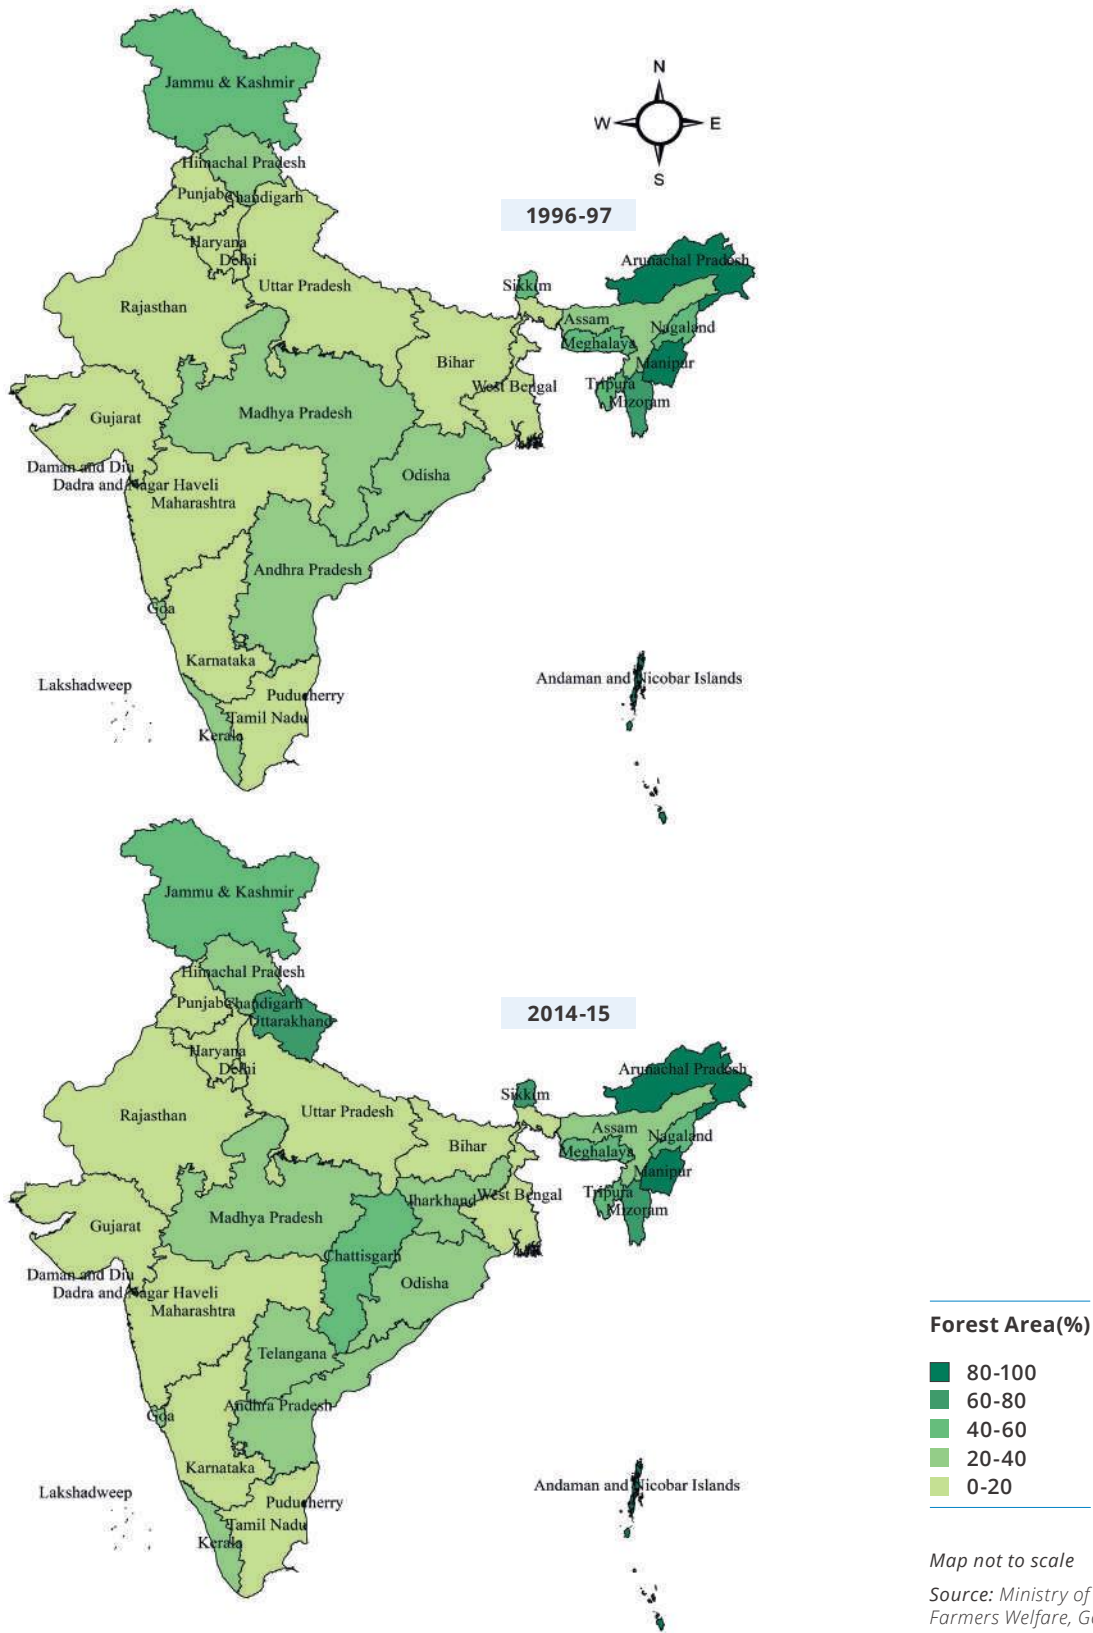 Jammu & Kashmir
N
W
E
S
Himachal Pradesh
Punjab
Chandigarh
1996-97
Haryana
Delhi
Arunachal Pradesh
Uttar Pradesh
Sikkim
Rajasthan
Assam
Nagaland
Meghalaya
Bihar
Manipur
West Bengal
Tripura
Mizoram
Gujarat
Madhya Pradesh
Daman and Diu
Odisha
Dadra and Nagar Haveli
Maharashtra
Andhra Pradesh
Goa
Karnataka
Lakshadweep
Andaman and Nicobar Islands
Puducherry
Tamil Nadu
Kerala
Jammu & Kashmir
Himachal Pradesh
Punjab
Chandigarh
2014-15
Uttarakhand
Haryana
Delhi
Arunachal Pradesh
Sikkim
Rajasthan
Uttar Pradesh
Assam
Nagaland
Bihar
Meghalaya
Manipur
Jharkhand
West Bengal
Tripura
Mizoram
Gujarat
Madhya Pradesh
Chattisgarh
Daman and Diu
Odisha
Dadra and Nagar Haveli
Maharashtra
Telangana
Andhra Pradesh
Goa
Karnataka
Lakshadweep
Andaman and Nicobar Islands
Puducherry
Tamil Nadu
Kerala
Forest Area(%)
80-100
60-80
40-60
20-40
0-20
Map not to scale
Source: Ministry of
Farmers Welfare,